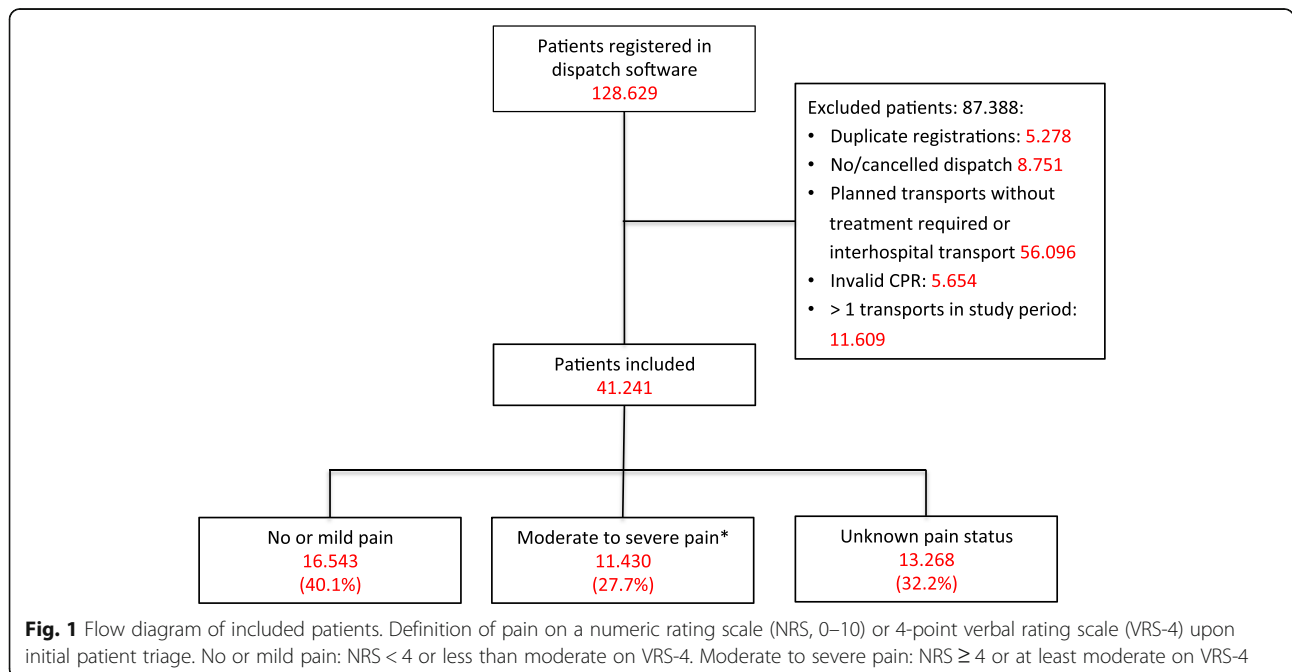 Patients registered in
dispatch software
128.629
Excluded patients: 87.388:
• Duplicate registrations: 5.278
• No/cancelled dispatch 8.751
• Planned transports without
treatment required or
interhospital transport 56.096
• Invalid CPR: 5.654
• > 1 transports in study period:
11.609
Patients included
41.241
No or mild pain
16.543
(40.1%)
Moderate to severe pain*
11.430
(27.7%)
Unknown pain status
13.268
(32.2%)
Fig. 1 Flow diagram of included patients. Definition of pain on a numeric rating scale (NRS, 0–10) or 4-point verbal rating scale (VRS-4) upon
initial patient triage. No or mild pain: NRS < 4 or less than moderate on VRS-4. Moderate to severe pain: NRS ≥ 4 or at least moderate on VRS-4